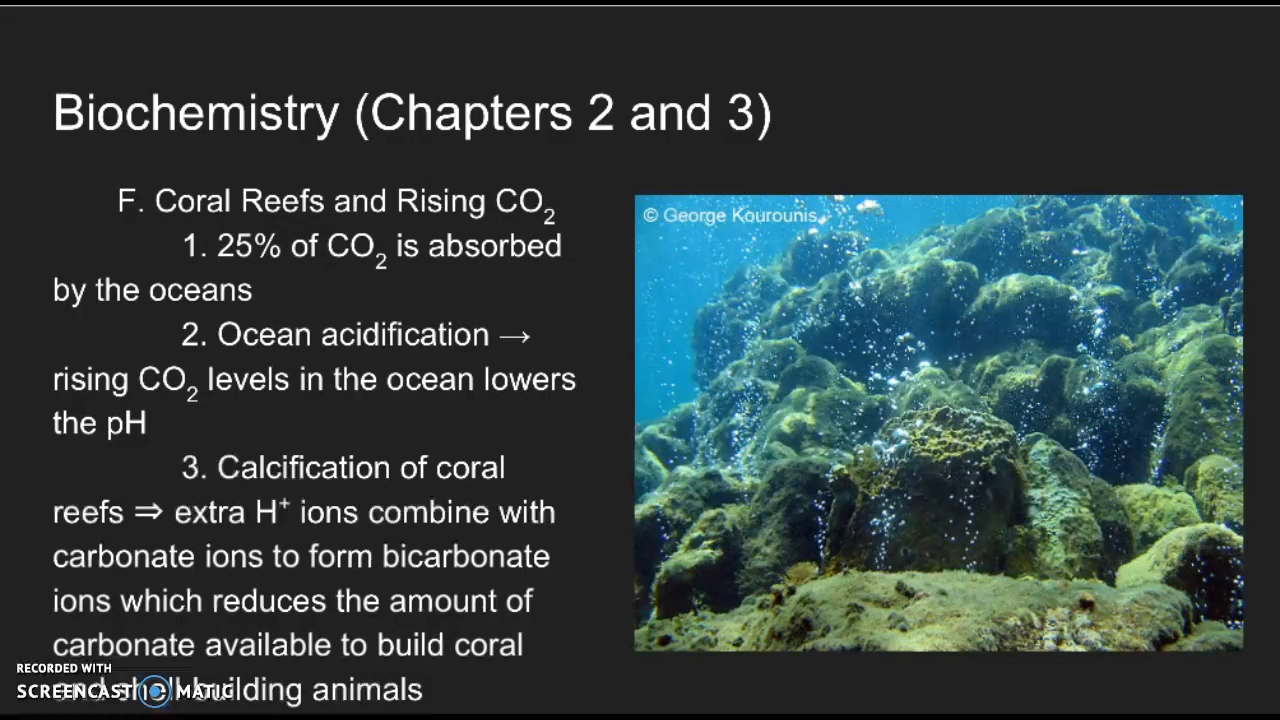 Biochemistry (Chapters 2 and 3)
F. Coral Reefs and Rising CO₂
1. 25% of CO₂ is absorbed
by the oceans
2. Ocean acidification →
rising CO₂ levels in the ocean lowers
the pH
3. Calcification of coral
reefs ⇒ extra H⁺ ions combine with
carbonate ions to form bicarbonate
ions which reduces the amount of
carbonate available to build coral
and shell building animals
© George Kourounis
RECORDED WITH
SCREENCAST MATIC